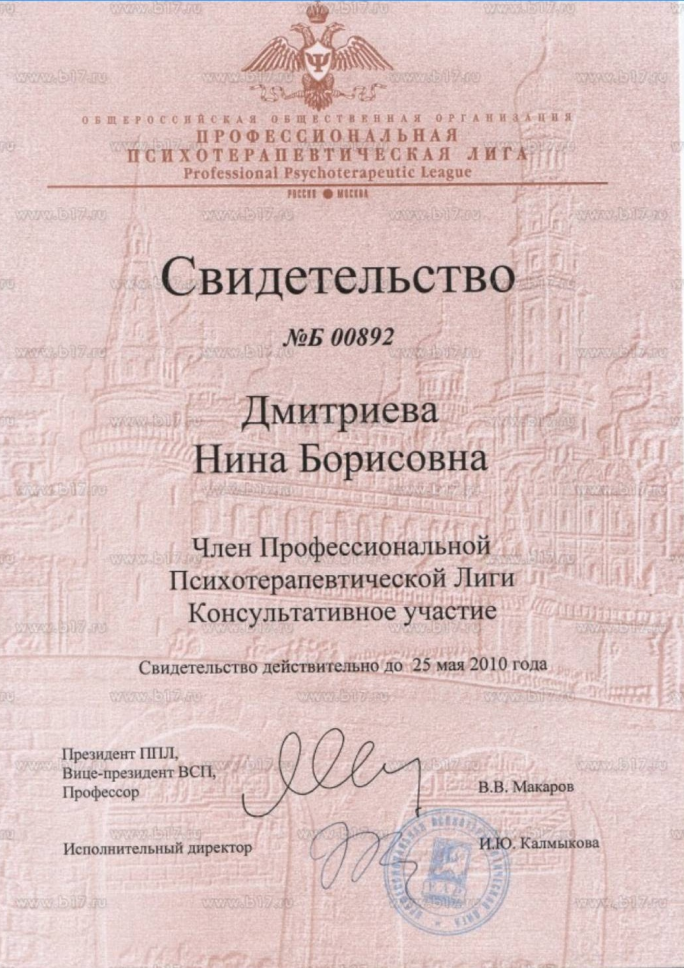 ОБЩЕРОССИЙСКАЯ ОБЩЕСТВЕННАЯ ОРГАНИЗАЦИЯ
ПРОФЕССИОНАЛЬНАЯ
ПСИХОТЕРАПЕВТИЧЕСКАЯ ЛИГА
Professional Psychoterapeutic League
РОССИЯ ● МОСКВА
Свидетельство
№Б 00892
Дмитриева
Нина Борисовна
Член Профессиональной
Психотерапевтической Лиги
Консультативное участие
Свидетельство действительно до 25 мая 2010 года
Президент ППЛ,
Вице-президент ВСП,
Профессор
В.В. Макаров
Исполнительный директор
И.Ю. Калмыкова
www.b17.ru